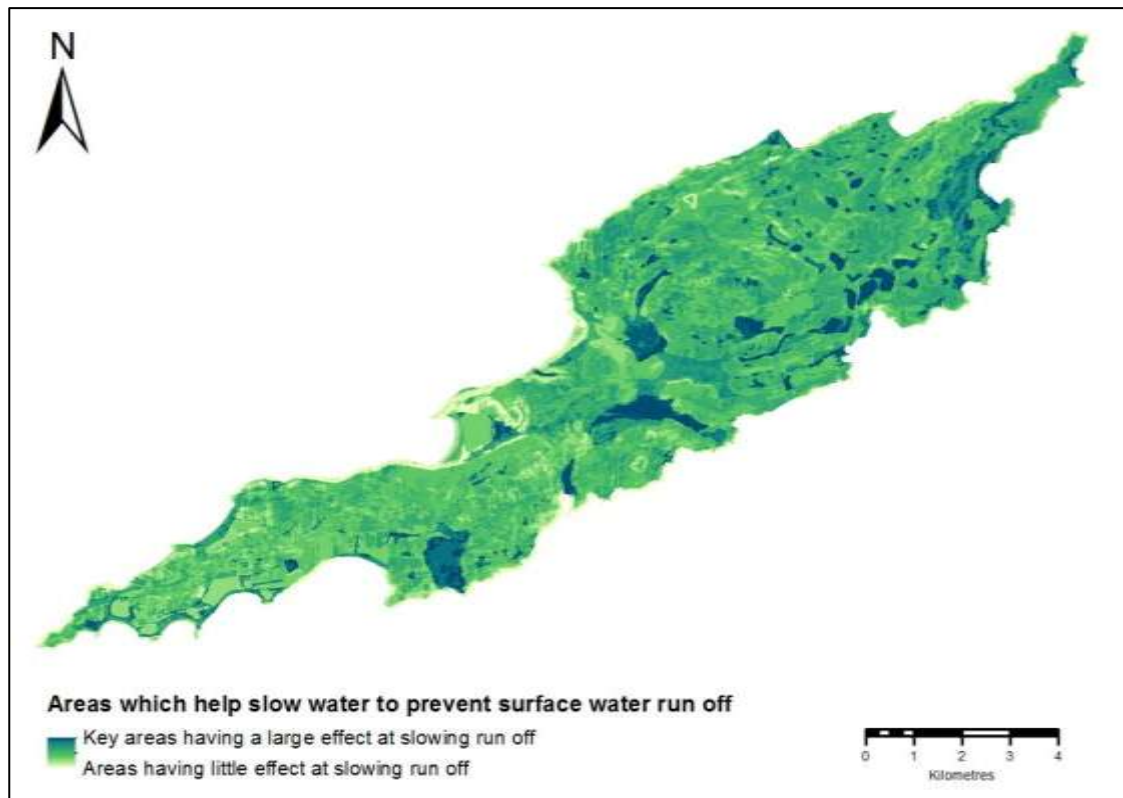 N
Areas which help slow water to prevent surface water run off
Key areas having a large effect at slowing run off
Areas having little effect at slowing run off
0 1 2 3 4
Kilometres